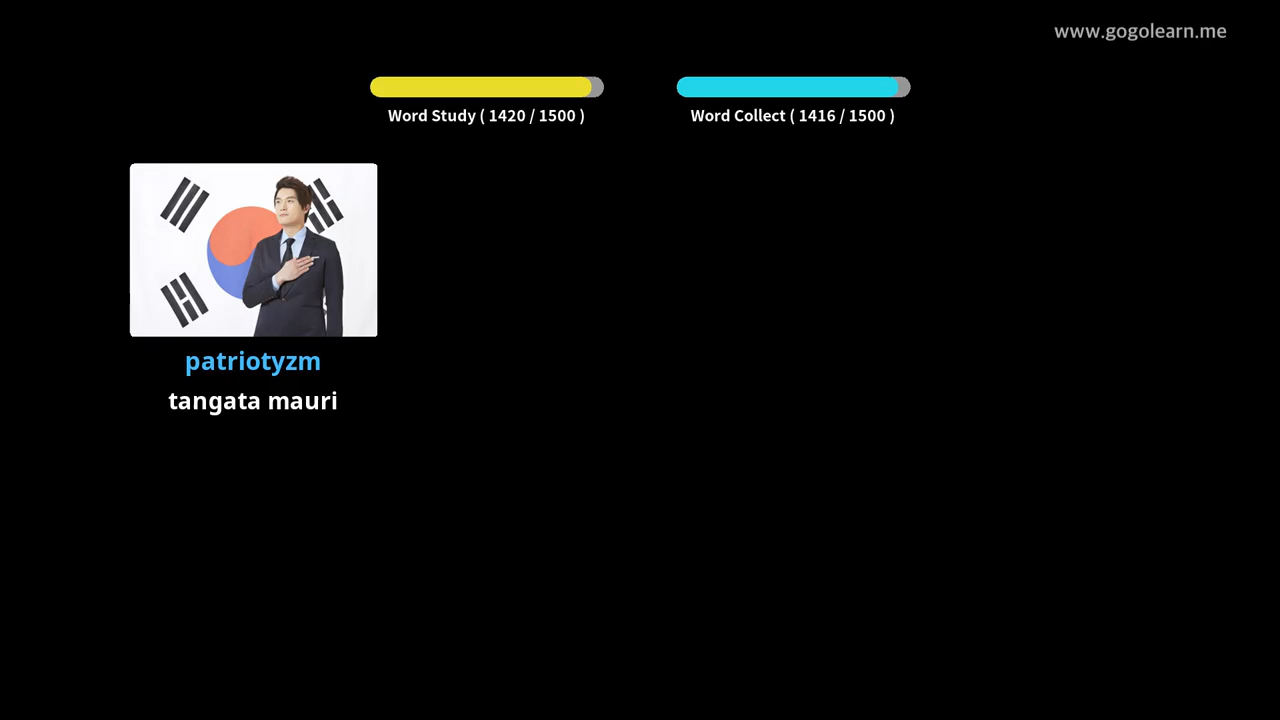 www.gogolearn.me
Word Study ( 1420 / 1500 )
Word Collect ( 1416 / 1500 )
patriotyzm
tangata mauri